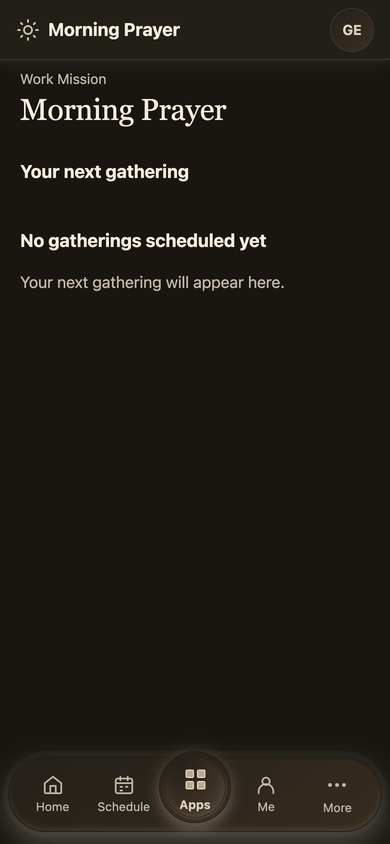 Morning Prayer
GE
Work Mission
Morning Prayer
Your next gathering
No gatherings scheduled yet
Your next gathering will appear here.
Home
Schedule
Apps
Me
More